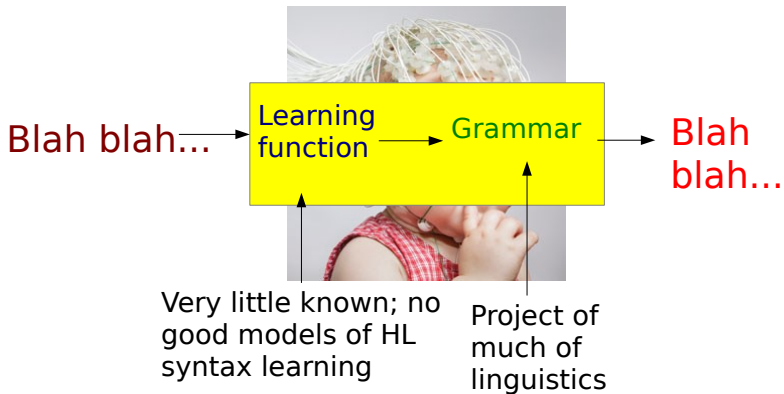 Blah blah...
Learning
function
Grammar
Blah
blah...
Very little known; no
good models of HL
syntax learning
Project of
much of
linguistics